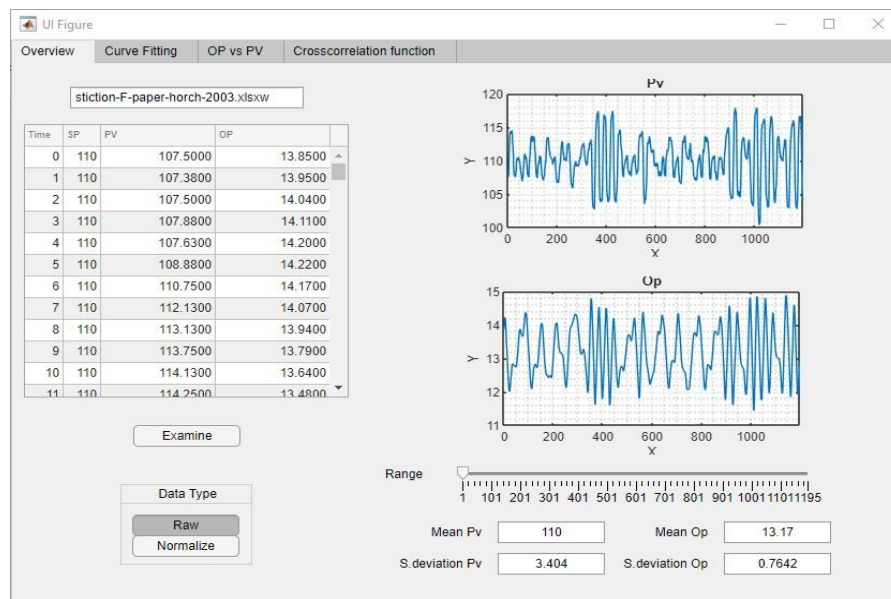 UI Figure
Overview Curve Fitting OP vs PV Crosscorrelation function
stiction-F-paper-horch-2003.xlsxw
Time SP PV OP
0 110 107.5000 13.8500
1 110 107.3800 13.9500
2 110 107.5000 14.0400
3 110 107.8800 14.1100
4 110 107.6300 14.2000
5 110 108.8800 14.2200
6 110 110.7500 14.1700
7 110 112.1300 14.0700
8 110 113.1300 13.9400
9 110 113.7500 13.7900
10 110 114.1300 13.6400
11 110 114.2500 13.4800
Examine
Data Type
Raw
Normalize
Pv
120
115
110
105
100
Y
0 200 400 600 800 1000
X
Op
15
14
13
12
11
Y
0 200 400 600 800 1000
X
Range
1 101 201 301 401 501 601 701 801 901 1001 1101 1195
Mean Pv 110 Mean Op 13.17
S.deviation Pv 3.404 S.deviation Op 0.7642